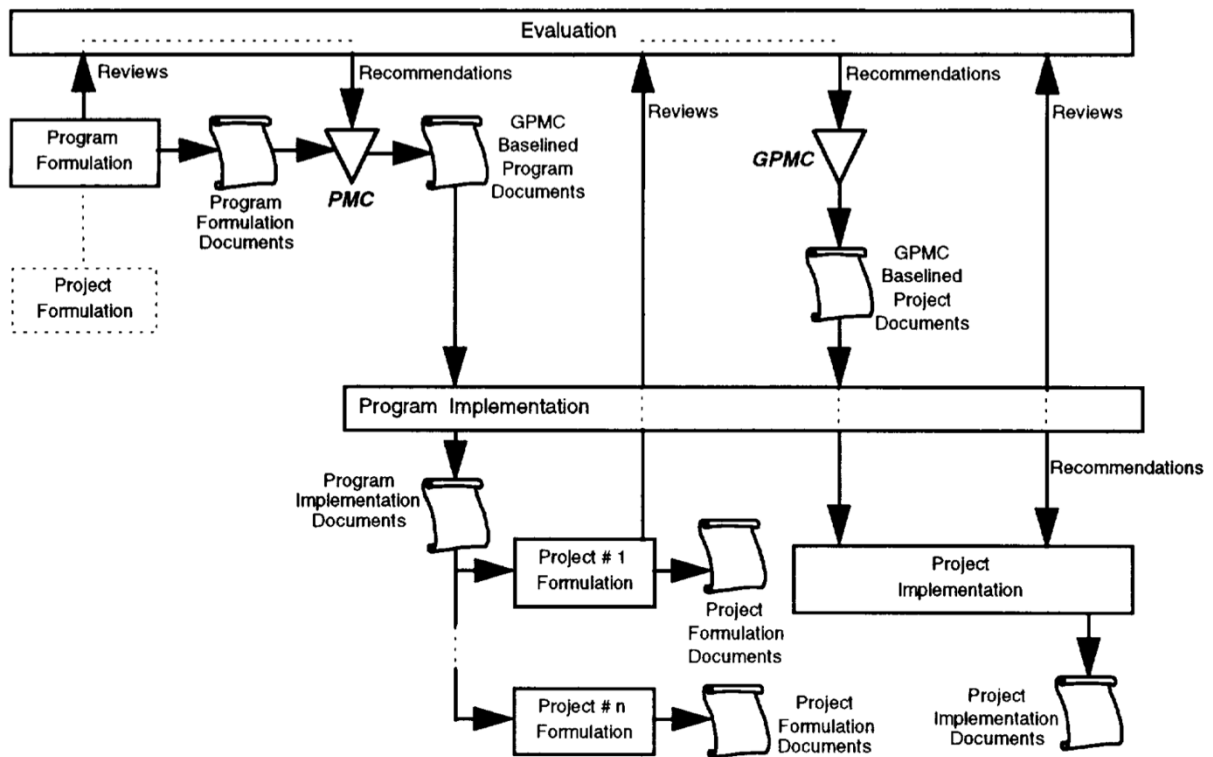 Evaluation
Reviews
Recommendations
Reviews
Recommendations
Reviews
Program
Formulation
GPMC
Baselined
Program
Documents
GPMC
PMC
Program
Formulation
Documents
Project
Formulation
GPMC
Baselined
Project
Documents
Program Implementation
Recommendations
Program
Implementation
Documents
Project # 1
Formulation
Project
Implementation
Project
Formulation
Documents
Project # n
Formulation
Project
Formulation
Documents
Project
Implementation
Documents